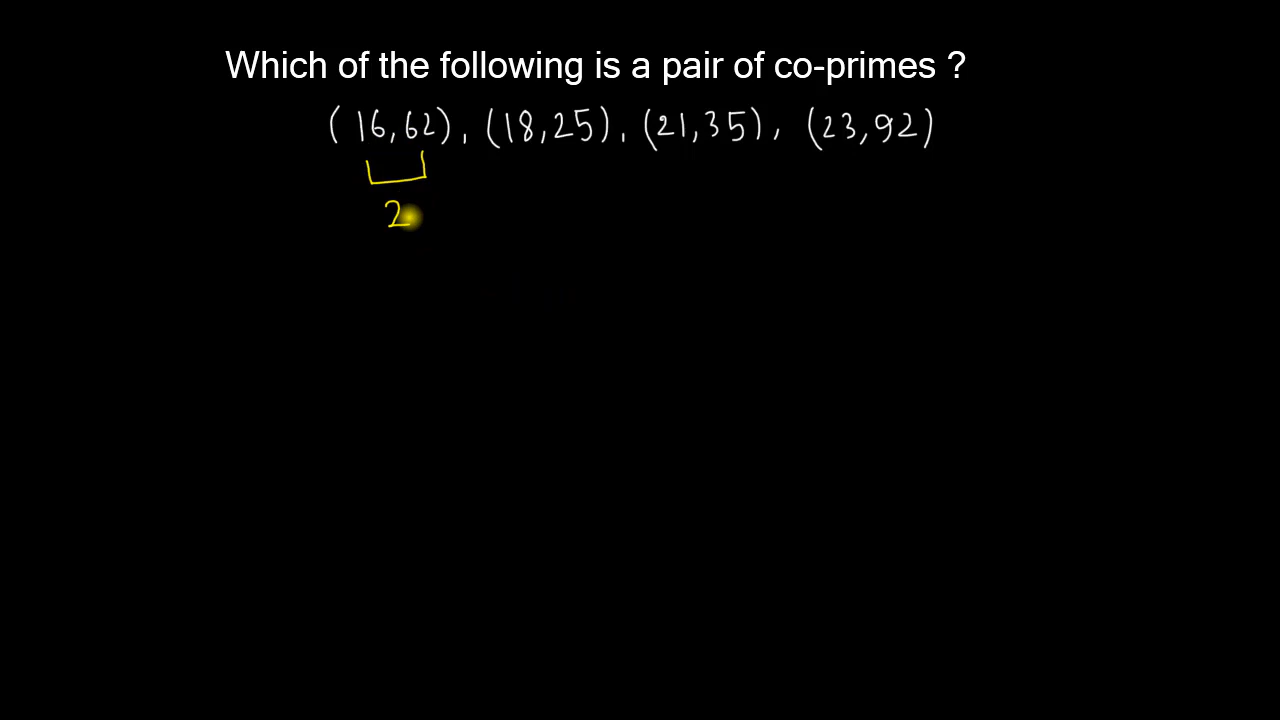 Which of the following is a pair of co-primes ?
(16,62), (18,25), (21,35), (23,92)
2